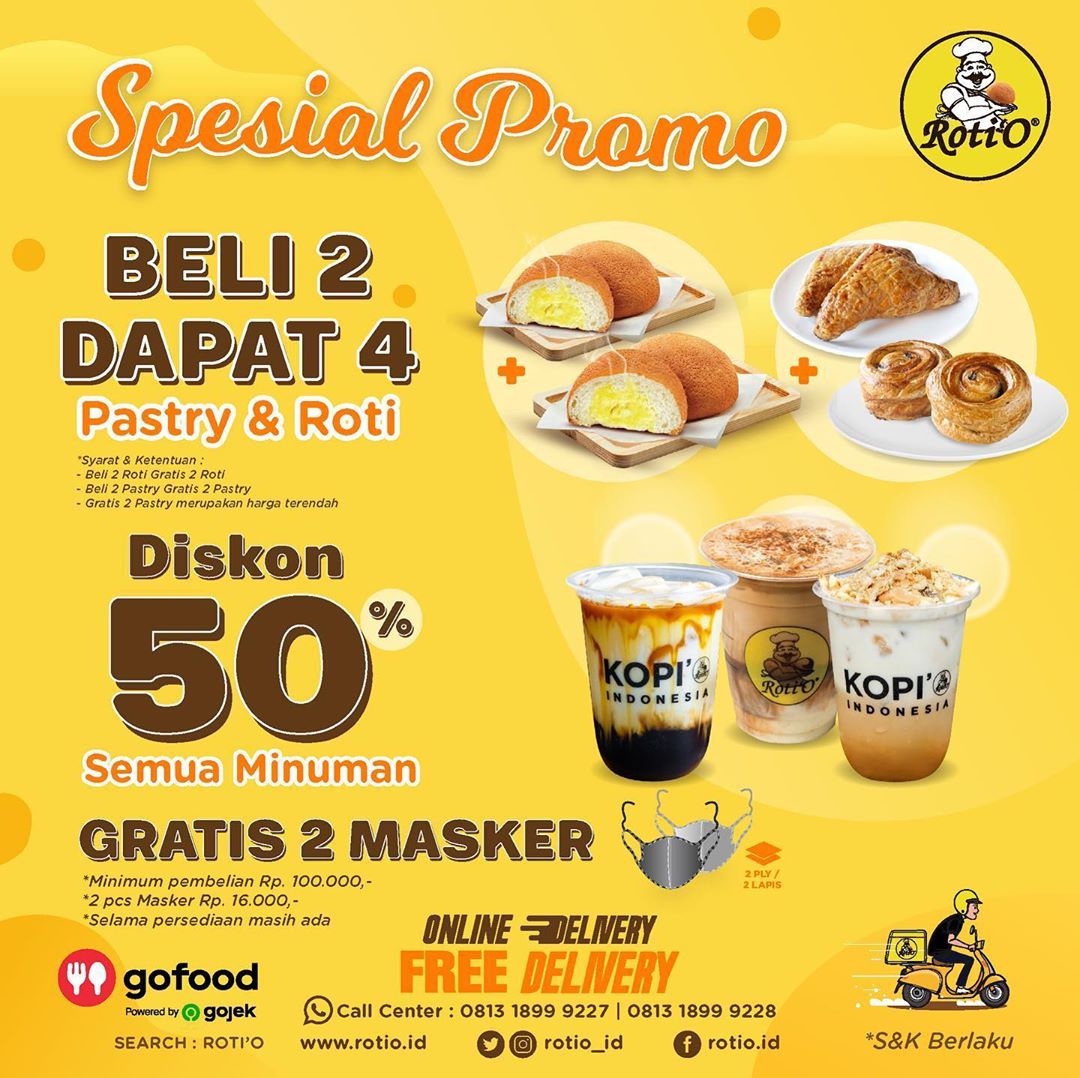 Spesial Promo
Roti'O®
BELI 2
DAPAT 4
Pastry & Roti
*Syarat & Ketentuan :
- Beli 2 Roti Gratis 2 Roti
- Beli 2 Pastry Gratis 2 Pastry
- Gratis 2 Pastry merupakan harga terendah
Diskon
50%
Semua Minuman
KOPI'O
INDONESIA
Roti'O®
KOPI'O
INDONESIA
GRATIS 2 MASKER
*Minimum pembelian Rp. 100.000,-
*2 pcs Masker Rp. 16.000,-
*Selama persediaan masih ada
2 PLY /
2 LAPIS
ONLINE DELIVERY
FREE DELIVERY
gofood
Powered by gojek
Call Center : 0813 1899 9227 | 0813 1899 9228
SEARCH : ROTI'O
www.rotio.id
rotio_id
rotio.id
*S&K Berlaku